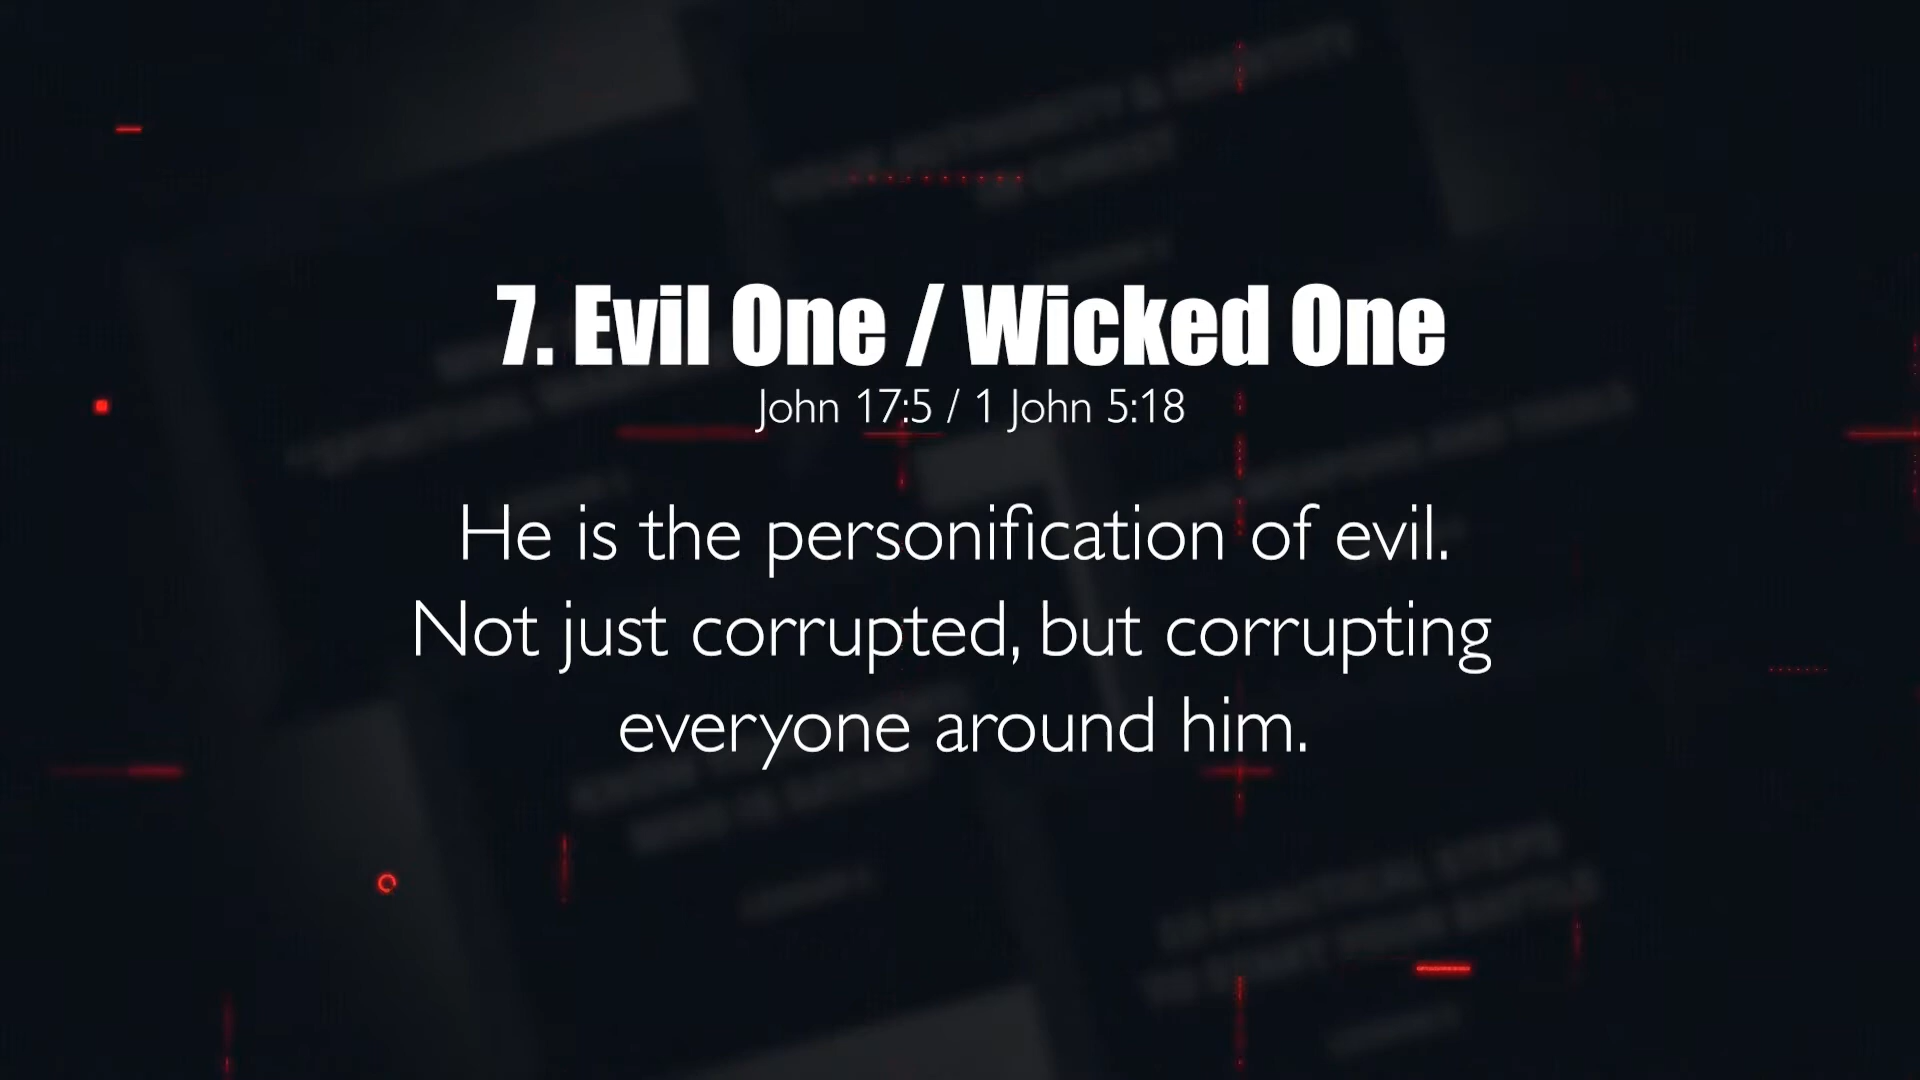 7. Evil One / Wicked One
John 17:5 / 1 John 5:18
He is the personification of evil.
Not just corrupted, but corrupting
everyone around him.